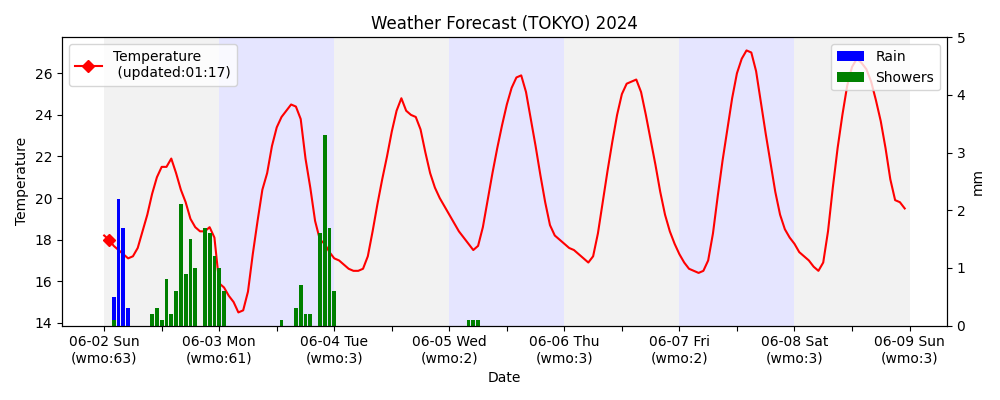 Weather Forecast (TOKYO) 2024
Temperature
(updated:01:17)
Rain
Showers
Temperature
26
24
22
20
18
16
14
5
4
3
2
1
0
mm
06-02 Sun
(wmo:63)
06-03 Mon
(wmo:61)
06-04 Tue
(wmo:3)
06-05 Wed
(wmo:2)
06-06 Thu
(wmo:3)
06-07 Fri
(wmo:2)
06-08 Sat
(wmo:3)
06-09 Sun
(wmo:3)
Date